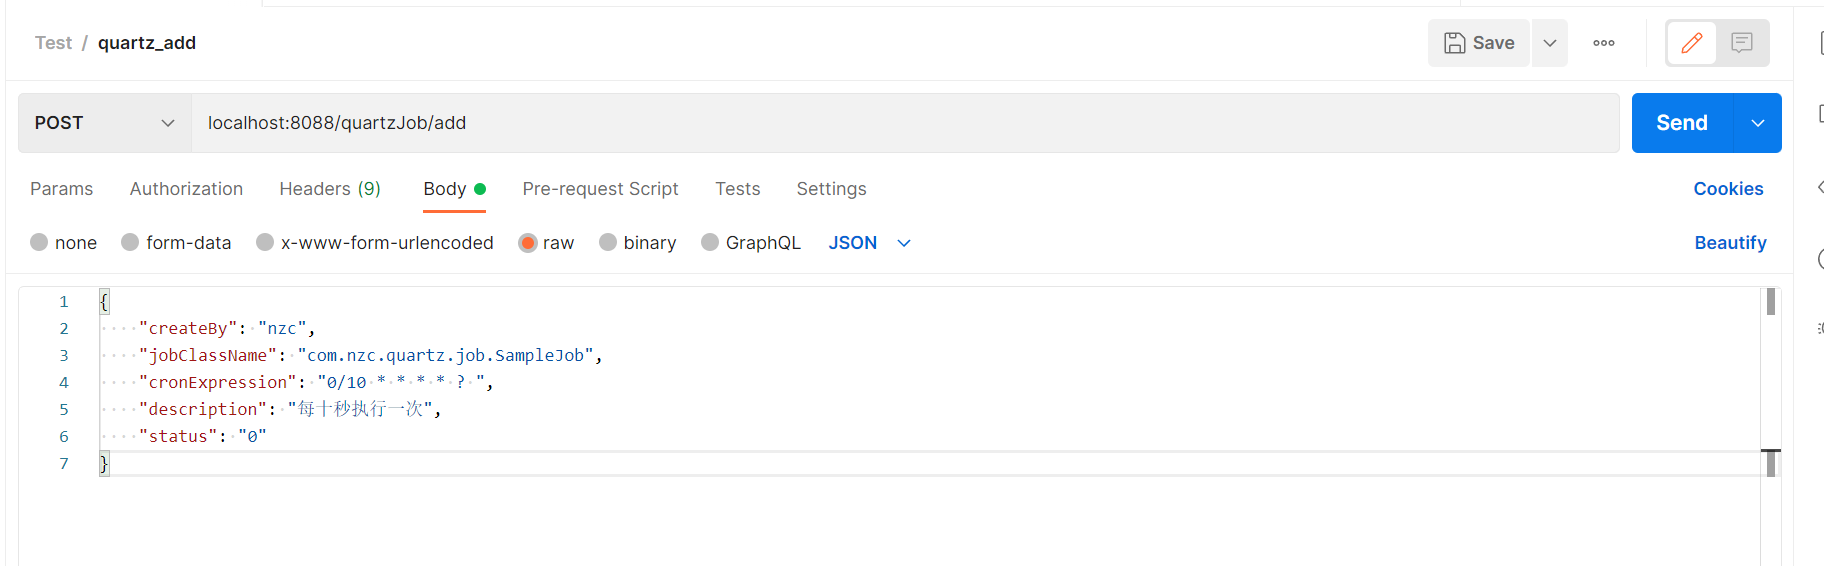 Test / quartz_add
Save
POST
localhost:8088/quartzJob/add
Send
Params Authorization Headers (9) Body Pre-request Script Tests Settings Cookies
none form-data x-www-form-urlencoded raw binary GraphQL JSON Beautify
1 {
2 "createBy": "nzc",
3 "jobClassName": "com.nzc.quartz.job.SampleJob",
4 "cronExpression": "0/10 * * * * ? ",
5 "description": "每十秒执行一次",
6 "status": "0"
7 }